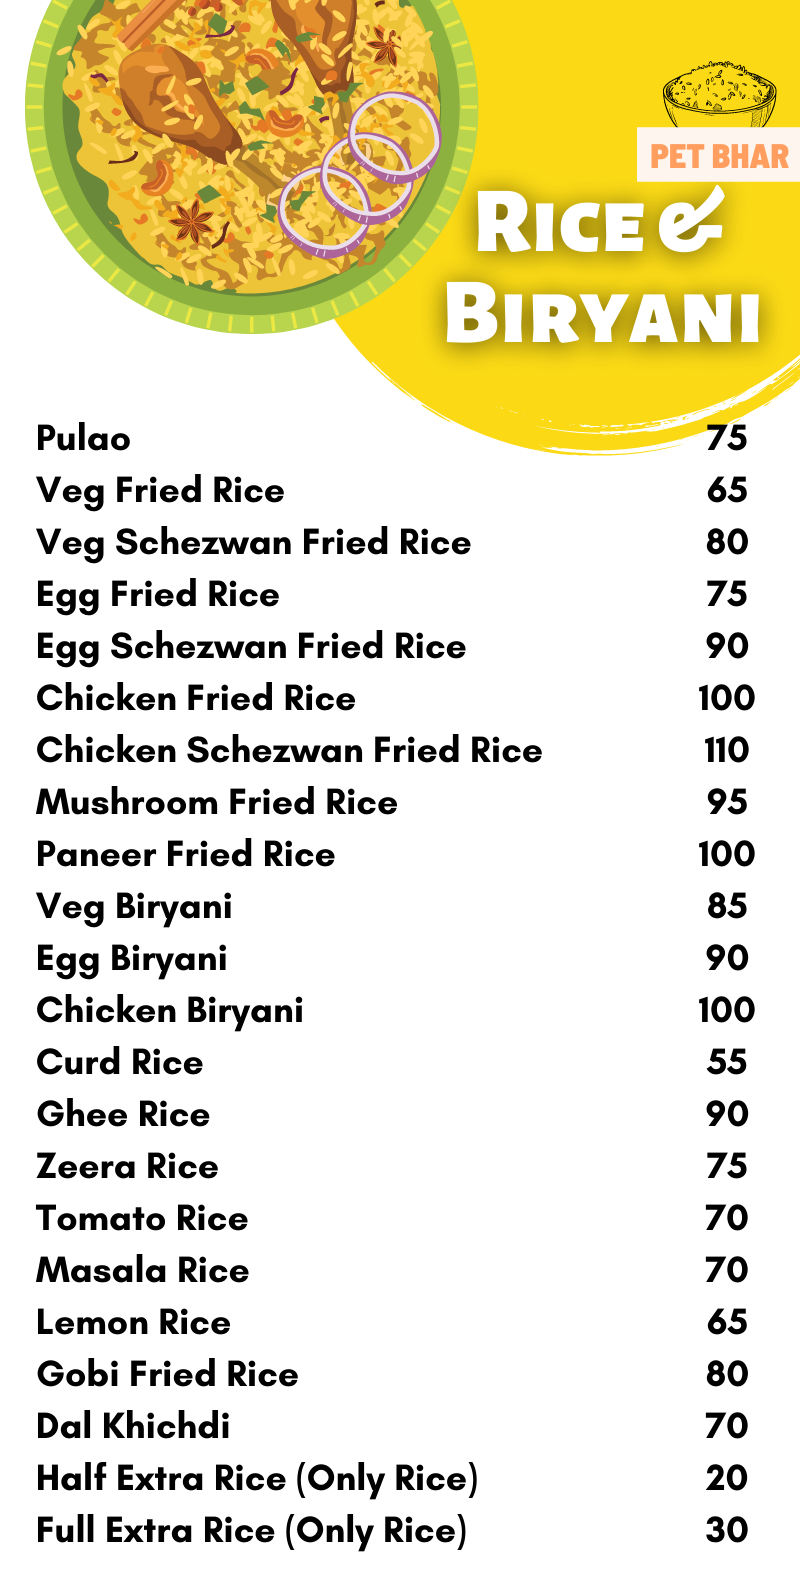 PET BHAR
Rice &
Biryani
Pulao 75
Veg Fried Rice 65
Veg Schezwan Fried Rice 80
Egg Fried Rice 75
Egg Schezwan Fried Rice 90
Chicken Fried Rice 100
Chicken Schezwan Fried Rice 110
Mushroom Fried Rice 95
Paneer Fried Rice 100
Veg Biryani 85
Egg Biryani 90
Chicken Biryani 100
Curd Rice 55
Ghee Rice 90
Zeera Rice 75
Tomato Rice 70
Masala Rice 70
Lemon Rice 65
Gobi Fried Rice 80
Dal Khichdi 70
Half Extra Rice (Only Rice) 20
Full Extra Rice (Only Rice) 30